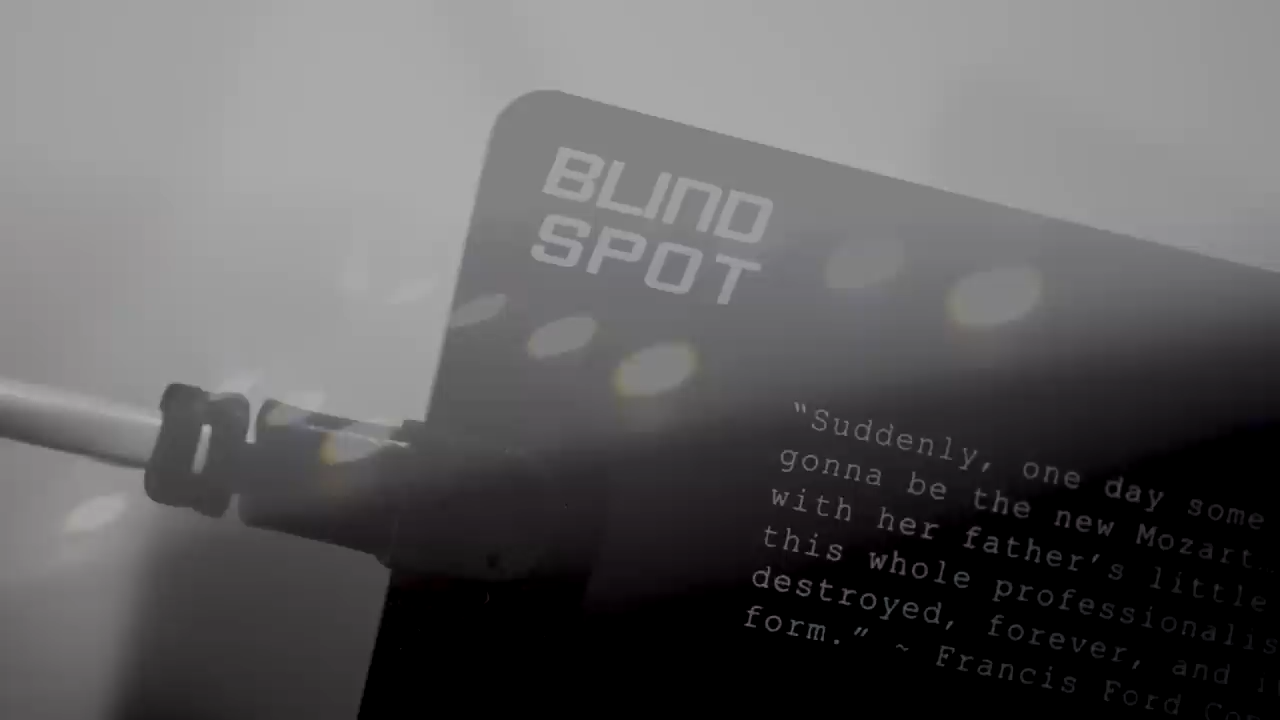 BLIND
SPOT
“Suddenly, one day some
gonna be the new Mozart
with her father’s little
this whole
destroyed, forever, and
form.” ~ Francis Ford